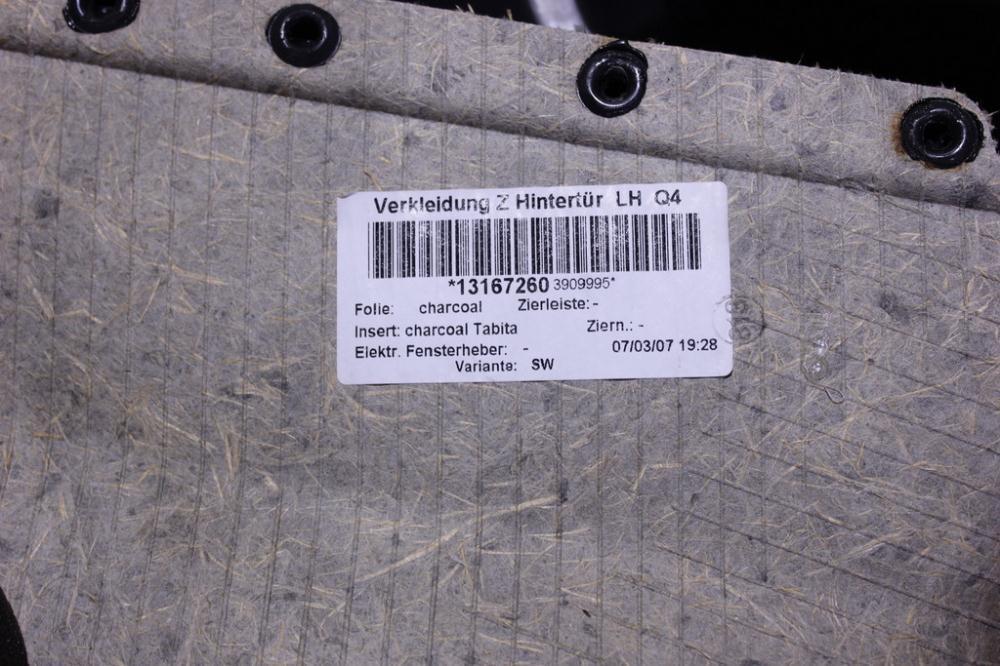 Verkleidung Z Hintertür LH Q4
*13167260 3909995*
Folie: charcoal Zierleiste: -
Insert: charcoal Tabita Ziern.: -
Elektr. Fensterheber: - 07/03/07 19:28
Variante: SW